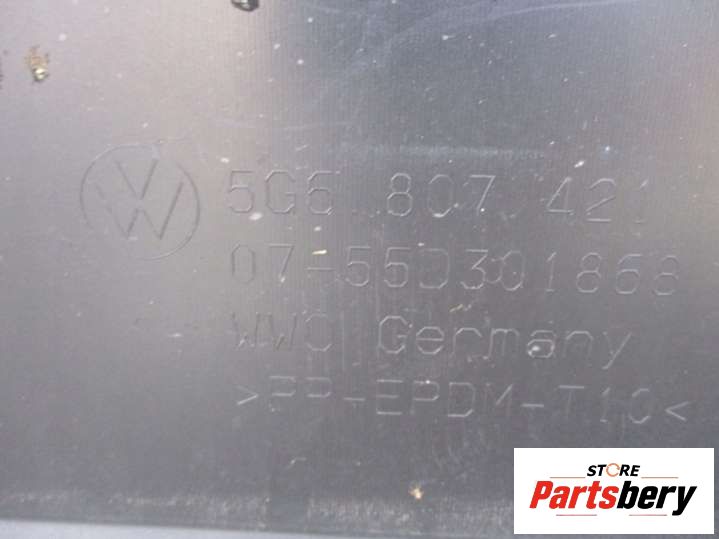 5G6 807 421
07-55D301868
WWO Germany
>PP-EPDM-T10<
STORE
Partsbery